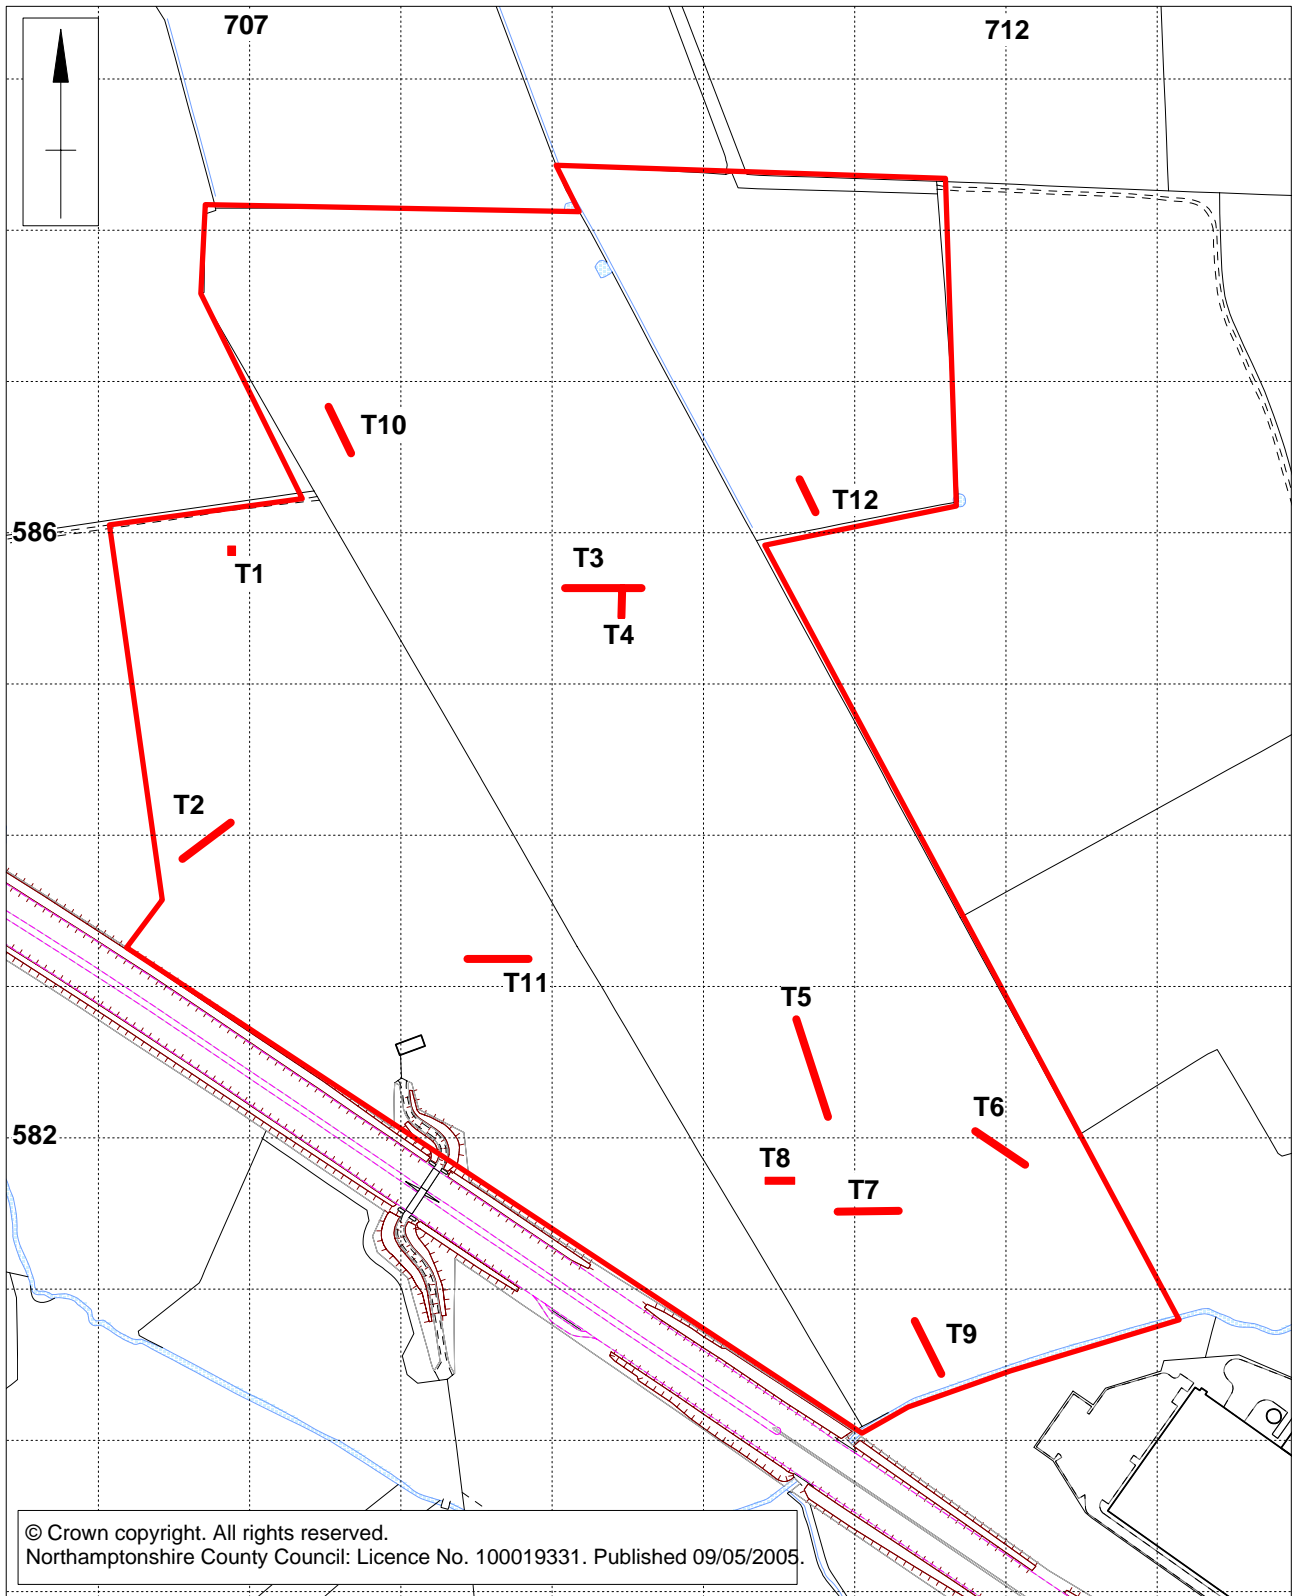 707
712
T10
T12
586
T3
T1
T4
T2
T11
T5
T6
582
T8
T7
T9
© Crown copyright. All rights reserved.
Northamptonshire County Council: Licence No. 100019331. Published 09/05/2005.